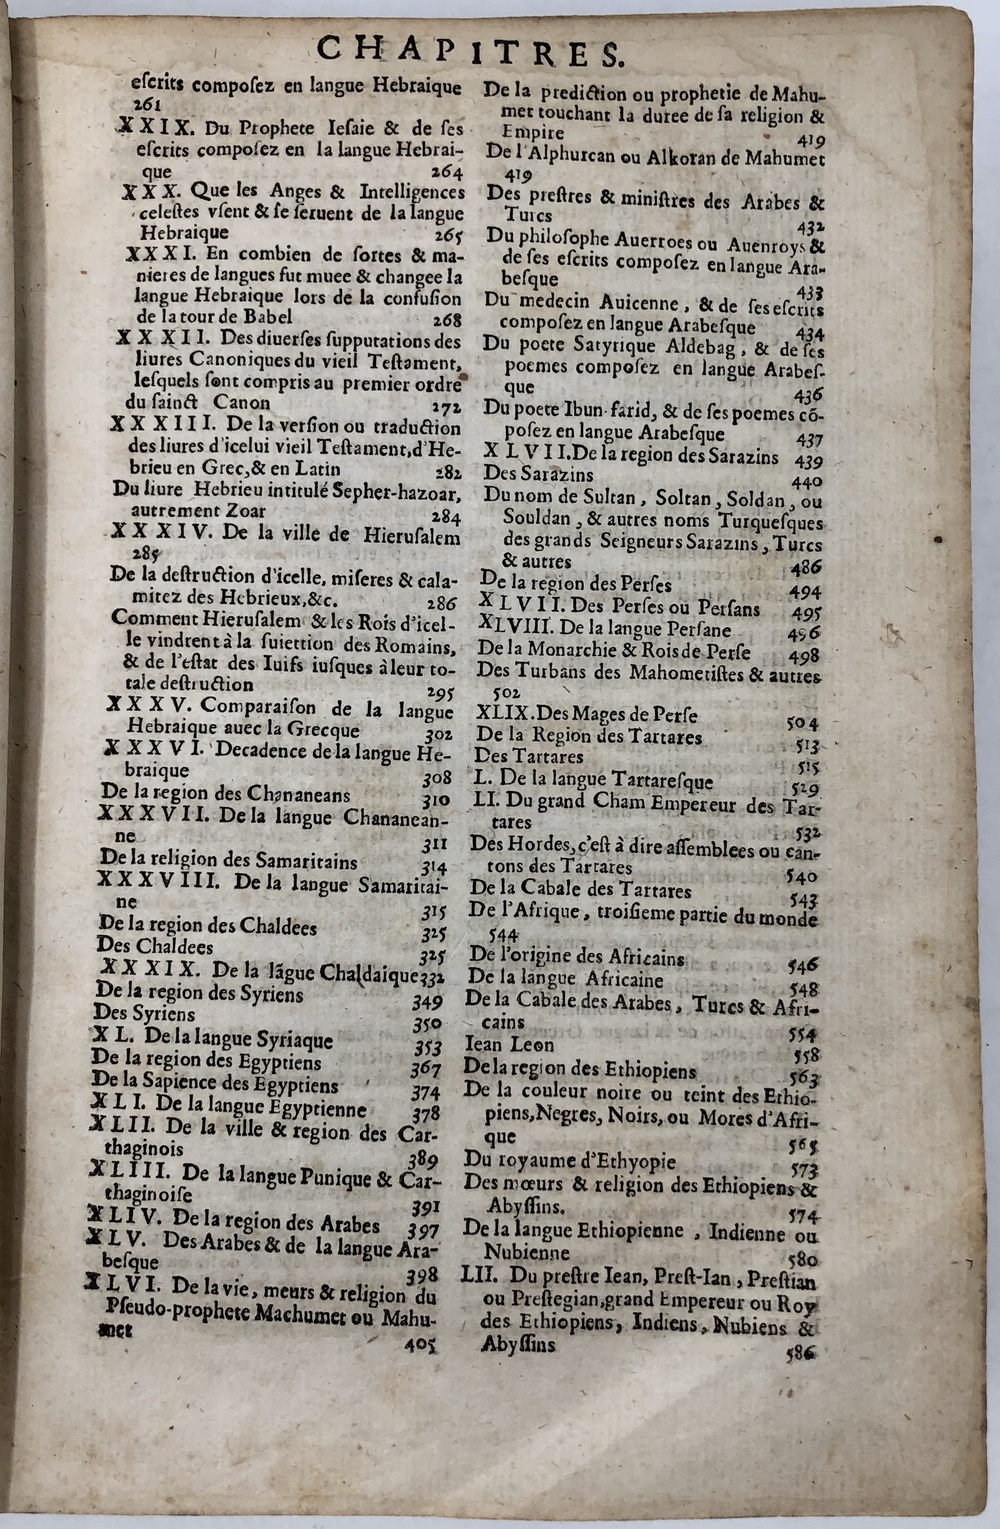 CHAPITRES.
eſcrits compoſez en langue Hebraique
261
XXIX. Du Prophete Ieſaie & de ſes
eſcrits compoſez en la langue Hebrai-
que 264
XXX. Que les Anges & Intelligences
celeſtes vſent & ſe ſeruent de la langue
Hebraique 265
XXXI. En combien de ſortes & ma-
nieres de langues fut muee & changee la
langue Hebraique lors de la confuſion
de la tour de Babel 268
XXXII. Des diuerſes ſupputations des
liures Canoniques du vieil Teſtament,
leſquels ſont compris au premier ordre
du ſainct Canon 272
XXXIII. De la verſion ou traduction
des liures d'icelui vieil Teſtament, d'He-
brieu en Grec, & en Latin 282
Du liure Hebrieu intitulé Sepher-hazoar,
autrement Zoar 284
XXXIV. De la ville de Hieruſalem
285
De la deſtruction d'icelle, miſeres & cala-
mitez des Hebrieux, &c. 286
Comment Hieruſalem & les Rois d'icel-
le vindrent à la ſuiettion des Romains,
& de l'eſtat des Iuifs iuſques à leur to-
tale deſtruction 295
XXXV. Comparaiſon de la langue
Hebraique auec la Grecque 302
XXXVI. Decadence de la langue He-
braique 308
De la region des Chananeans 310
XXXVII. De la langue Chananean-
ne 311
De la religion des Samaritains 314
XXXVIII. De la langue Samaritai-
ne 315
De la region des Chaldees 325
Des Chaldees 325
XXXIX. De la lãgue Chaldaique 332
De la region des Syriens 349
Des Syriens 350
XL. De la langue Syriaque 353
De la region des Egyptiens 367
De la Sapience des Egyptiens 374
XLI. De la langue Egyptienne 378
XLII. De la ville & region des Car-
thaginois 389
XLIII. De la langue Punique & Car-
thaginoiſe 391
XLIV. De la region des Arabes 397
XLV. Des Arabes & de la langue Ara-
beſque 398
XLVI. De la vie, meurs & religion du
Pſeudo-prophete Machumet ou Mahu-
met 405
De la prediction ou prophetie de Mahu-
met touchant la duree de ſa religion &
Empire 419
De l'Alphurcan ou Alkoran de Mahumet
419
Des preſtres & miniſtres des Arabes &
Turcs 432
Du philoſophe Auerroes ou Auenroys &
de ſes eſcrits compoſez en langue Ara-
beſque 433
Du medecin Auicenne, & de ſes eſcrits
compoſez en langue Arabeſque 434
Du poete Satyrique Aldebag, & de ſes
poemes compoſez en langue Arabeſ-
que 436
Du poete Ibun-farid, & de ſes poemes cõ-
poſez en langue Arabeſque 437
XLVII. De la region des Sarazins 439
Des Sarazins 440
Du nom de Sultan, Soltan, Soldan, ou
Souldan, & autres noms Turqueſques
des grands Seigneurs Sarazins, Turcs
& autres 486
De la region des Perſes 494
XLVII. Des Perſes ou Perſans 495
XLVIII. De la langue Perſane 496
De la Monarchie & Rois de Perſe 498
Des Turbans des Mahometiſtes & autres
502
XLIX. Des Mages de Perſe 504
De la Region des Tartares 513
Des Tartares 515
L. De la langue Tartareſque 529
LI. Du grand Cham Empereur des Tar-
tares 532
Des Hordes, c'eſt à dire aſſemblees ou can-
tons des Tartares 540
De la Cabale des Tartares 543
De l'Afrique, troiſieme partie du monde
544
De l'origine des Africains 546
De la langue Africaine 548
De la Cabale des Arabes, Turcs & Afri-
cains 554
Iean Leon 558
De la region des Ethiopiens 563
De la couleur noire ou teint des Ethio-
piens, Negres, Noirs, ou Mores d'Afri-
que 565
Du royaume d'Ethyopie 573
Des mœurs & religion des Ethiopiens &
Abyſſins. 574
De la langue Ethiopienne, Indienne ou
Nubienne 580
LII. Du preſtre Iean, Preſt-Ian, Preſtian
ou Preſtegian, grand Empereur ou Roy
des Ethiopiens, Indiens, Nubiens &
Abyſſins 586